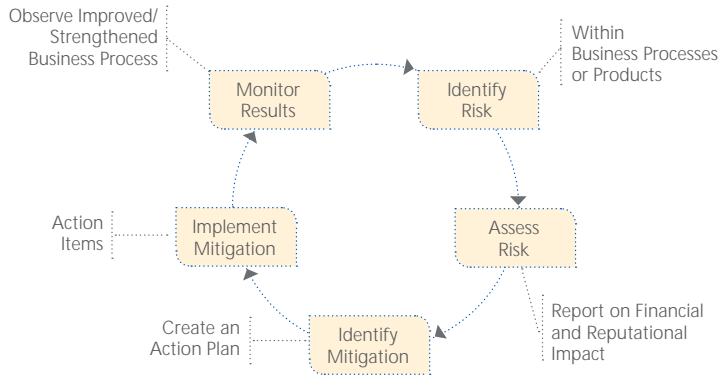 Observe Improved/
Strengthened
Business Process
Monitor
Results
Identify
Risk
Within
Business Processes
or Products
Action
Items
Implement
Mitigation
Assess
Risk
Create an
Action Plan
Identify
Mitigation
Report on Financial
and Reputational
Impact